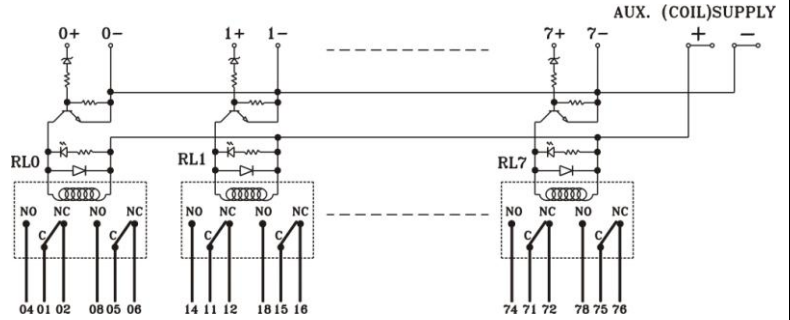 AUX. (COIL)SUPPLY
0+ 0- 1+ 1- 7+ 7- + -
RL0 RL1 RL7
NO NC NO NC NO NC NO NC NO NC NO NC
C C C C C C
04 01 02 08 05 06 14 11 12 18 15 16 74 71 72 78 75 76